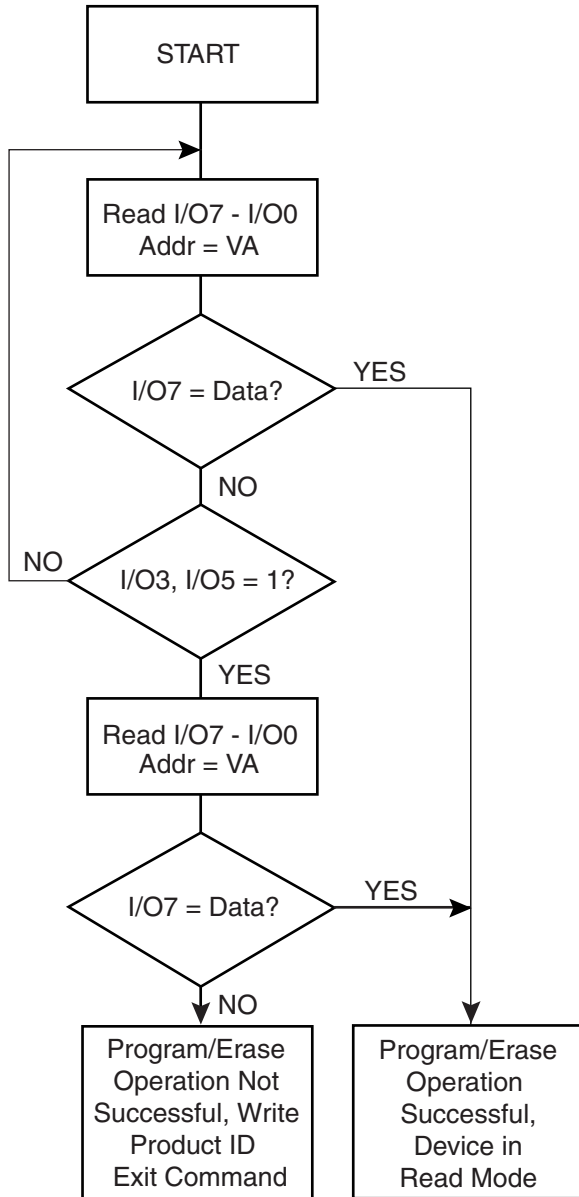 START
Read I/O7 - I/O0
Addr = VA
I/O7 = Data?
YES
NO
NO
I/O3, I/O5 = 1?
YES
Read I/O7 - I/O0
Addr = VA
I/O7 = Data?
YES
NO
Program/Erase
Operation Not
Successful, Write
Product ID
Exit Command
Program/Erase
Operation
Successful,
Device in
Read Mode